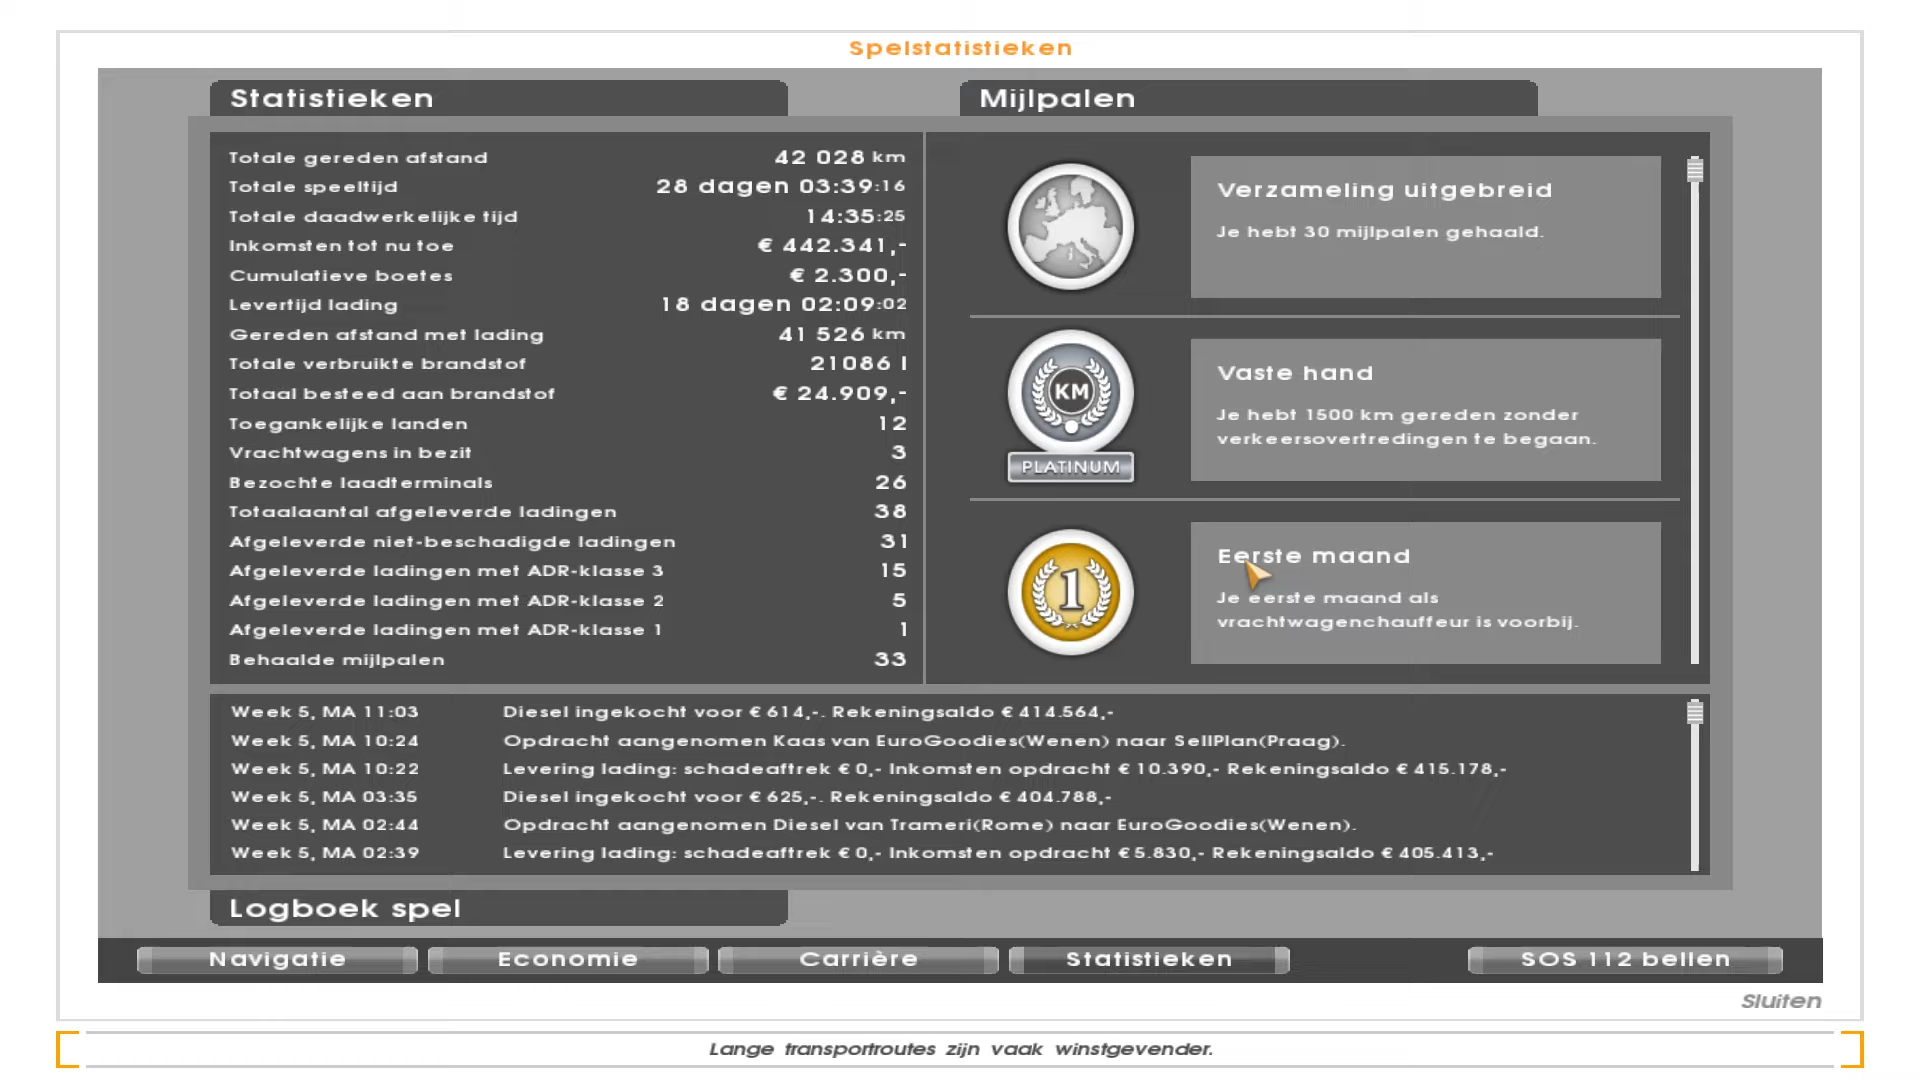 Spelstatistieken
Statistieken
Totale gereden afstand 42 028 km
Totale speeltijd 28 dagen 03:39:16
Totale daadwerkelijke tijd 14:35:25
Inkomsten tot nu toe € 442.341,-
Cumulatieve boetes € 2.300,-
Levertijd lading 18 dagen 02:09:02
Gereden afstand met lading 41 526 km
Totale verbruikte brandstof 21086 l
Totaal besteed aan brandstof € 24.909,-
Toegankelijke landen 12
Vrachtwagens in bezit 3
Bezochte laadterminals 26
Totaalaantal afgeleverde ladingen 38
Afgeleverde niet-beschadigde ladingen 31
Afgeleverde ladingen met ADR-klasse 3 15
Afgeleverde ladingen met ADR-klasse 2 5
Afgeleverde ladingen met ADR-klasse 1 1
Behaalde mijlpalen 33
Mijlpalen
Verzameling uitgebreid
Je hebt 30 mijlpalen gehaald.
KM
PLATINUM
Vaste hand
Je hebt 1500 km gereden zonder
verkeersovertredingen te begaan.
1
Eerste maand
Je eerste maand als
vrachtwagenchauffeur is voorbij.
Week 5, MA 11:03 Diesel ingekocht voor € 614,-. Rekeningsaldo € 414.564,-
Week 5, MA 10:24 Opdracht aangenomen Kaas van EuroGoodies(Wenen) naar SellPlan(Praag).
Week 5, MA 10:22 Levering lading: schadeaftrek € 0,- Inkomsten opdracht € 10.390,- Rekeningsaldo € 415.178,-
Week 5, MA 03:35 Diesel ingekocht voor € 625,-. Rekeningsaldo € 404.788,-
Week 5, MA 02:44 Opdracht aangenomen Diesel van Trameri(Rome) naar EuroGoodies(Wenen).
Week 5, MA 02:39 Levering lading: schadeaftrek € 0,- Inkomsten opdracht € 5.830,- Rekeningsaldo € 405.413,-
Logboek spel
Navigatie Economie Carrière Statistieken SOS 112 bellen
Sluiten
Lange transportroutes zijn vaak winstgevender.